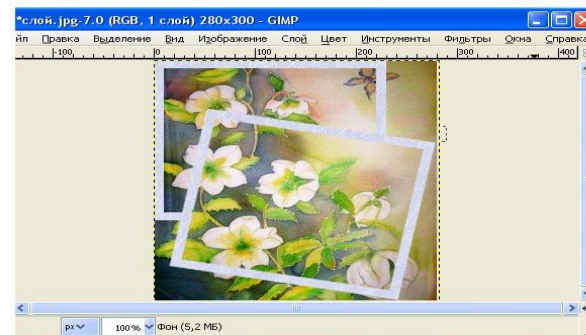 *слой.jpg-7.0 (RGB, 1 слой) 280x300 - GIMP
йл Правка Выделение Вид Изображение Слой Цвет Инструменты Фильтры Окна Справка
-100 0 100 200 300 400
px 100 % Фон (5,2 МБ)